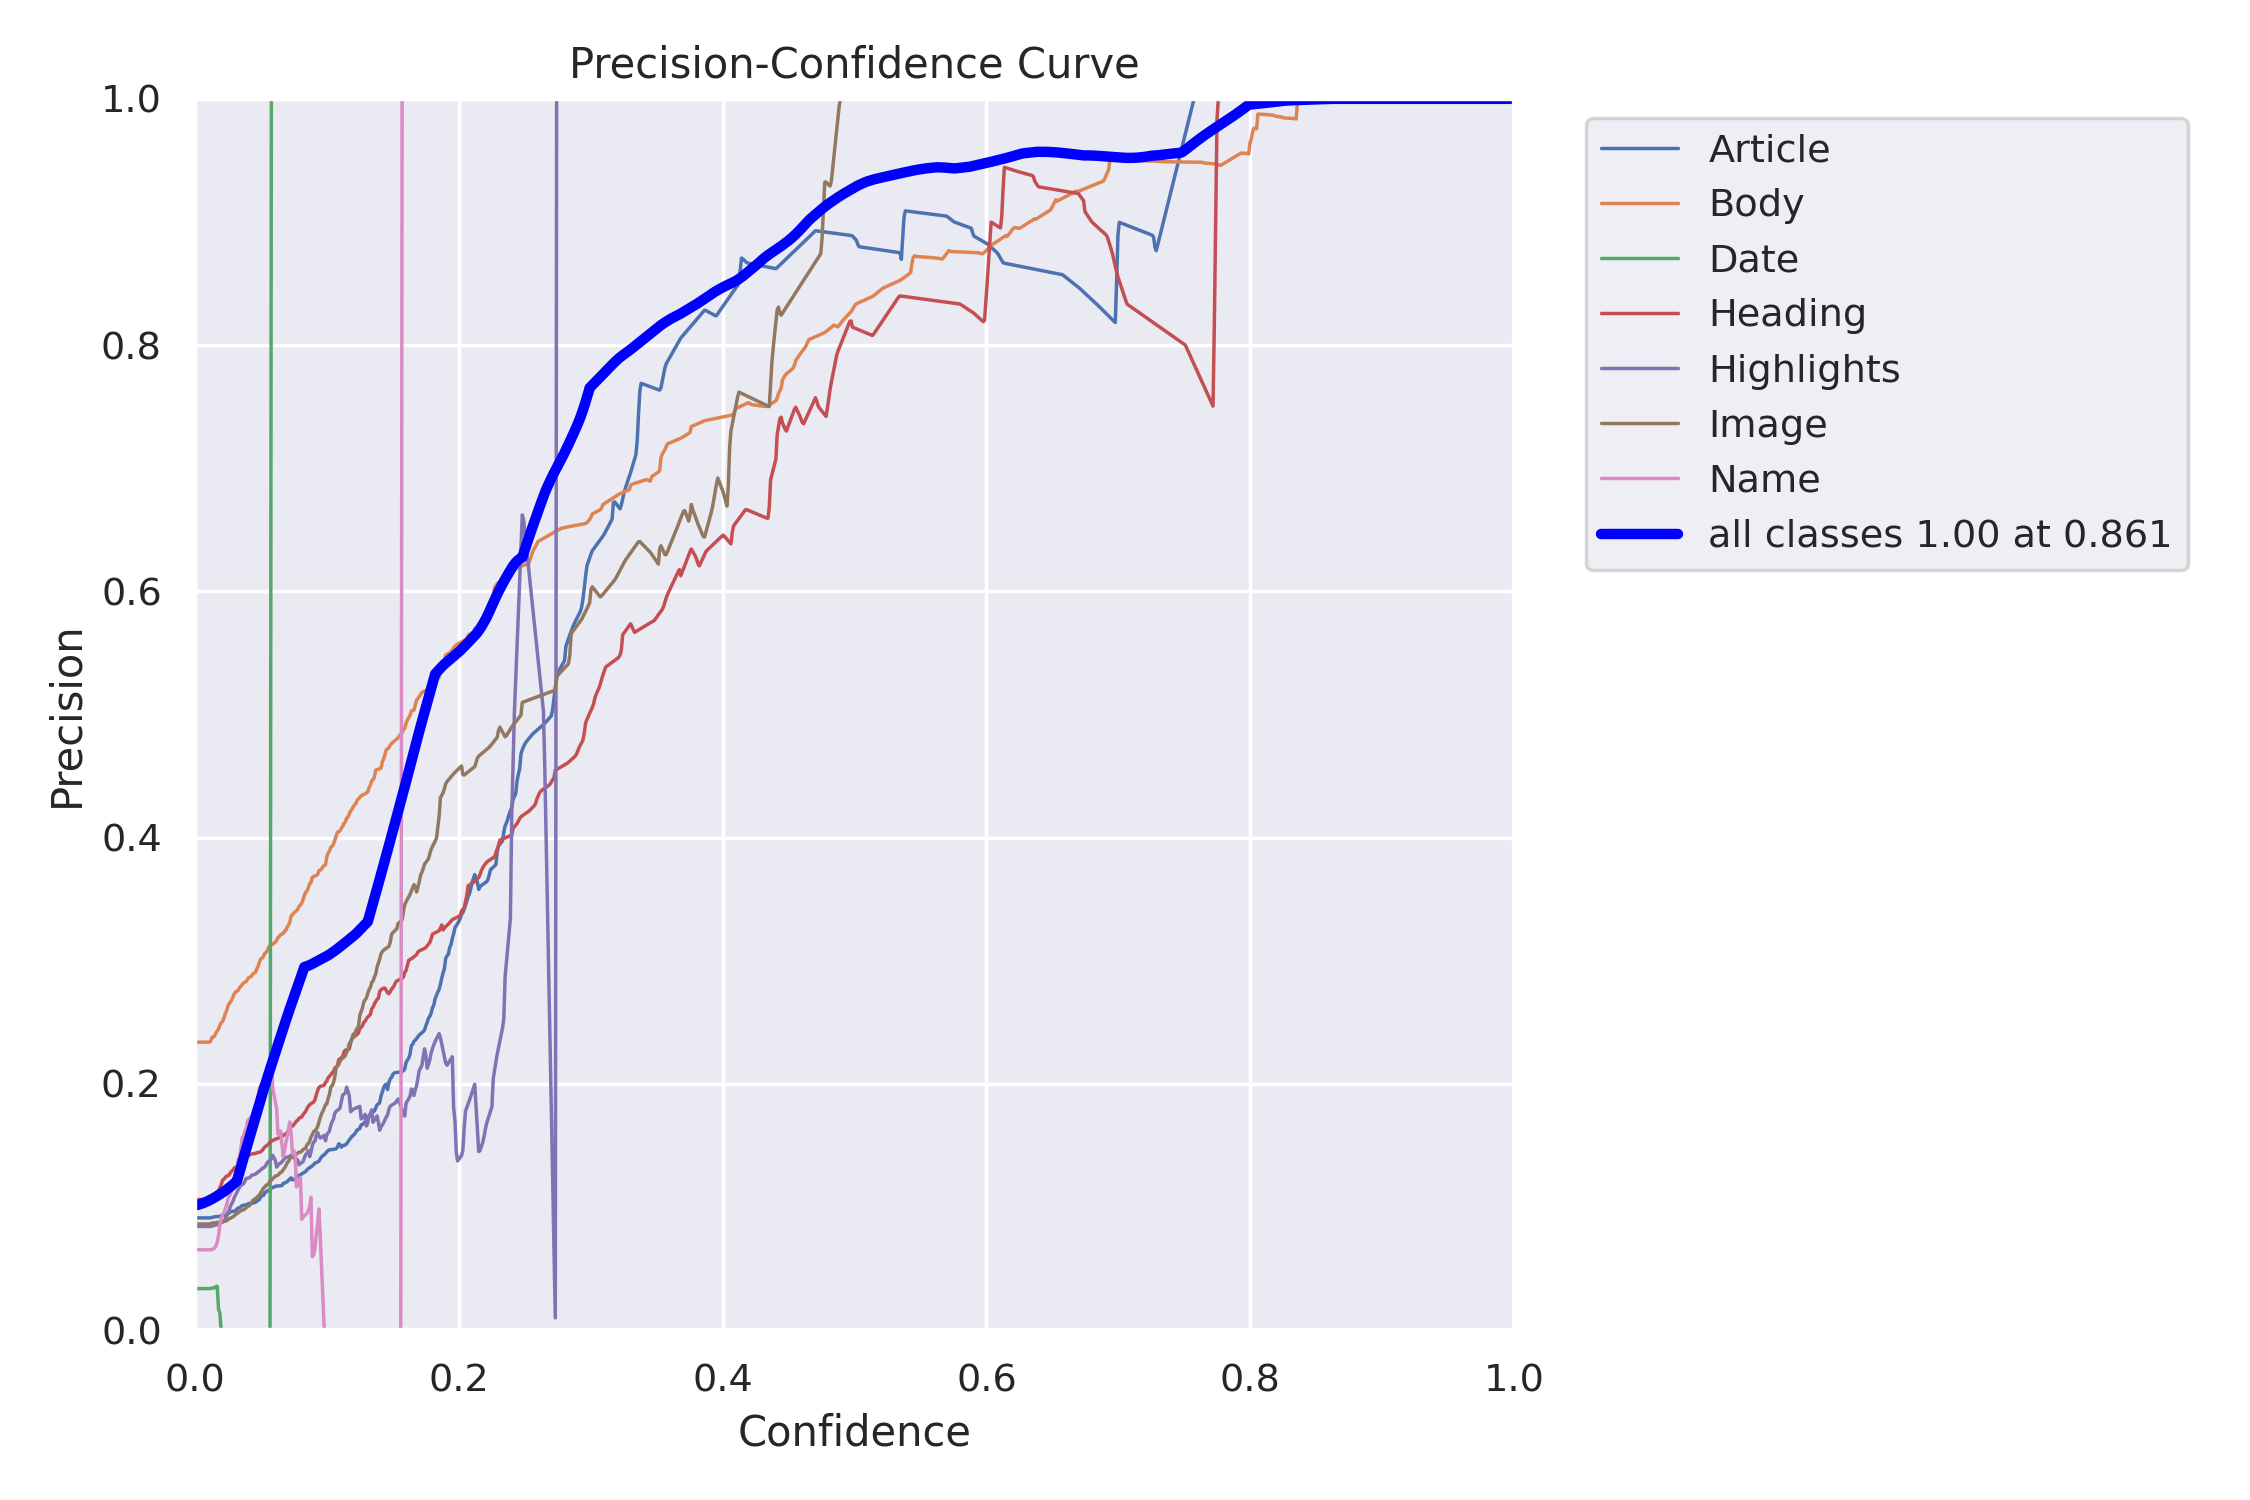 Precision-Confidence Curve
1.0
0.8
0.6
0.4
0.2
0.0
Precision
0.0 0.2 0.4 0.6 0.8 1.0
Confidence
Article
Body
Date
Heading
Highlights
Image
Name
all classes 1.00 at 0.861